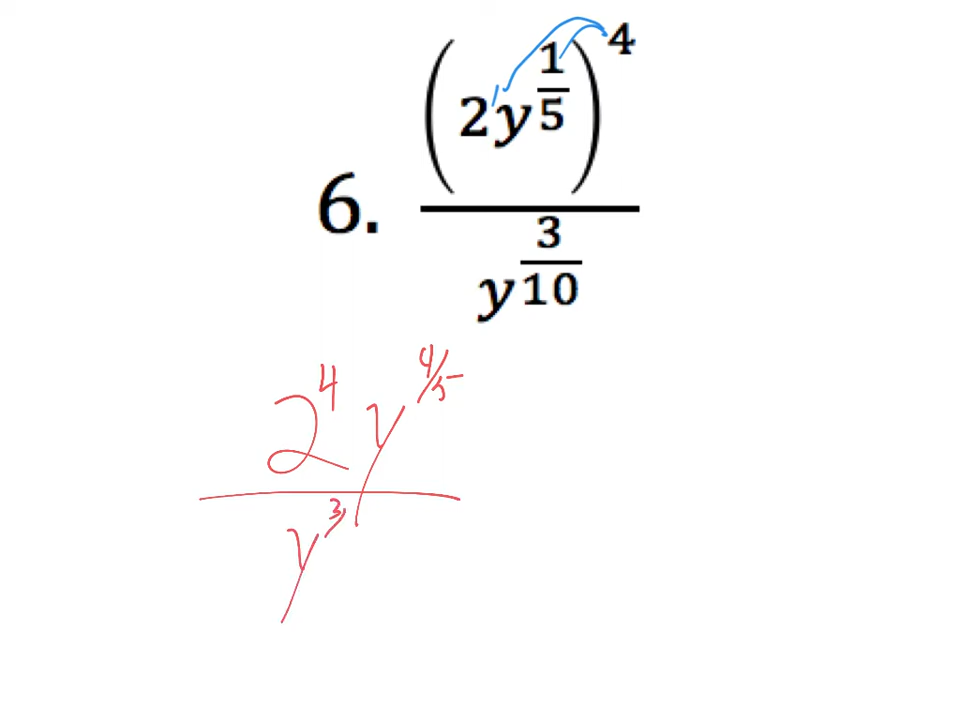 6. (2y^(1/5))^4 / y^(3/10)
2^4 y^(4/5)
y^3/